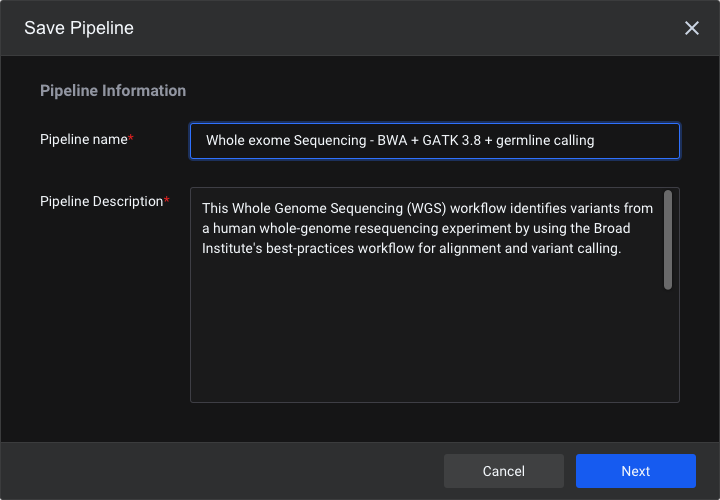 Save Pipeline
Pipeline Information
Pipeline name*
Whole exome Sequencing - BWA + GATK 3.8 + germline calling
Pipeline Description*
This Whole Genome Sequencing (WGS) workflow identifies variants from
a human whole-genome resequencing experiment by using the Broad
Institute's best-practices workflow for alignment and variant calling.
Cancel
Next